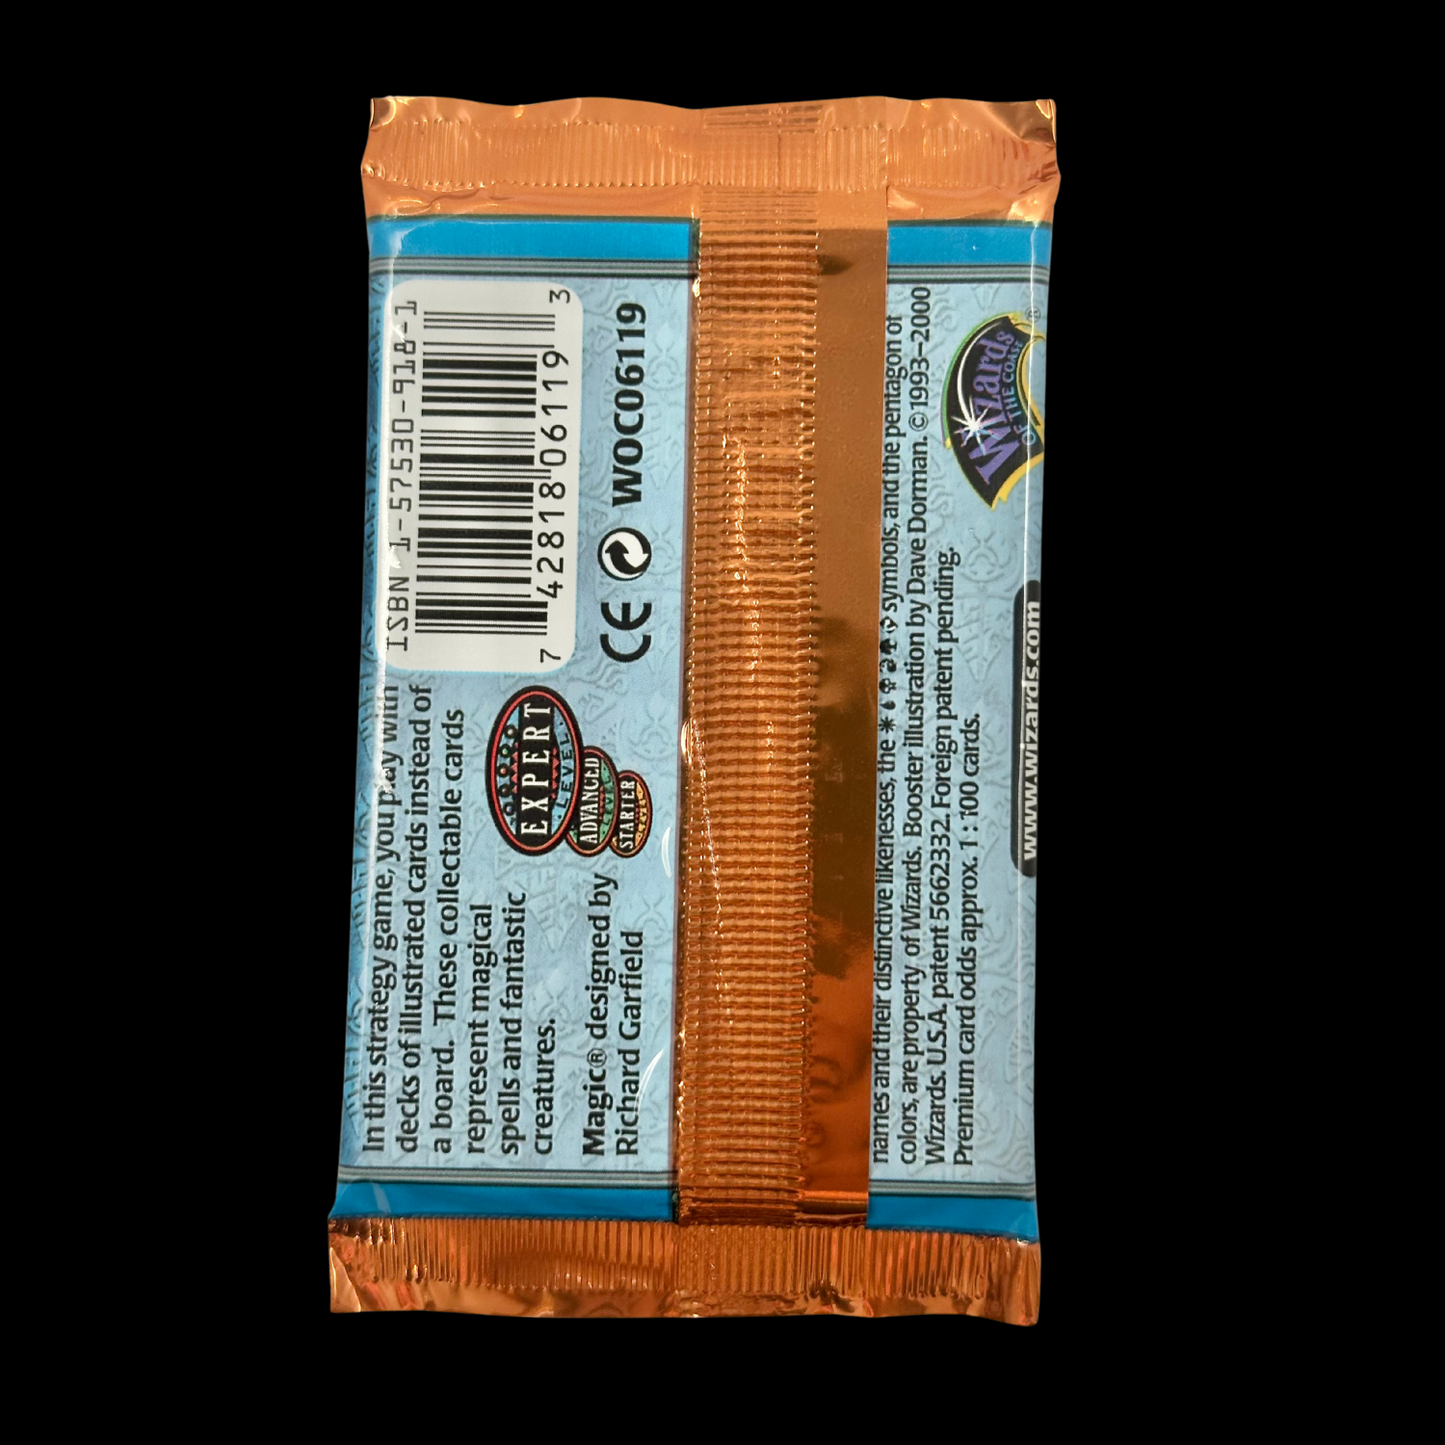 In this strategy game, you play with
decks of illustrated cards instead of
a board. These collectable cards
represent magical
spells and fantastic
creatures.
Magic® designed by
Richard Garfield
EXPERT
LEVEL
ADVANCED
LEVEL
STARTER
LEVEL
ISBN 1-57530-918-1
7 42818 06119 3
CE WOC06119
names and their distinctive likenesses, the symbols, and the pentagon of
colors, are property of Wizards. Booster illustration by Dave Dorman. ©1993–2000
Wizards. U.S.A. patent 5662332. Foreign patent pending.
Premium card odds approx. 1 : 100 cards.
www.wizards.com
Wizards
OF THE COAST
®